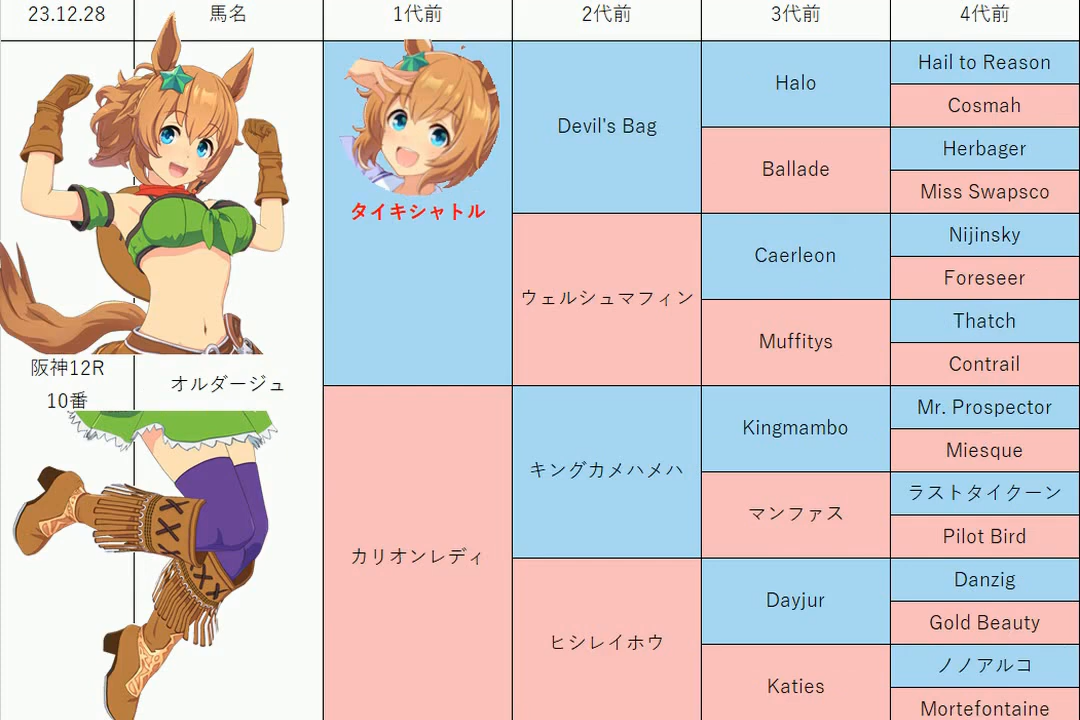 23.12.28
馬名
1代前
2代前
3代前
4代前
阪神12R
10番
オルダージュ
タイキシャトル
カリオンレディ
Devil's Bag
ウェルシュマフィン
キングカメハメハ
ヒシレイホウ
Halo
Ballade
Caerleon
Muffitys
Kingmambo
マンファス
Dayjur
Katies
Hail to Reason
Cosmah
Herbager
Miss Swapsco
Nijinsky
Foreseer
Thatch
Contrail
Mr. Prospector
Miesque
ラストタイクーン
Pilot Bird
Danzig
Gold Beauty
ノノアルコ
Mortefontaine